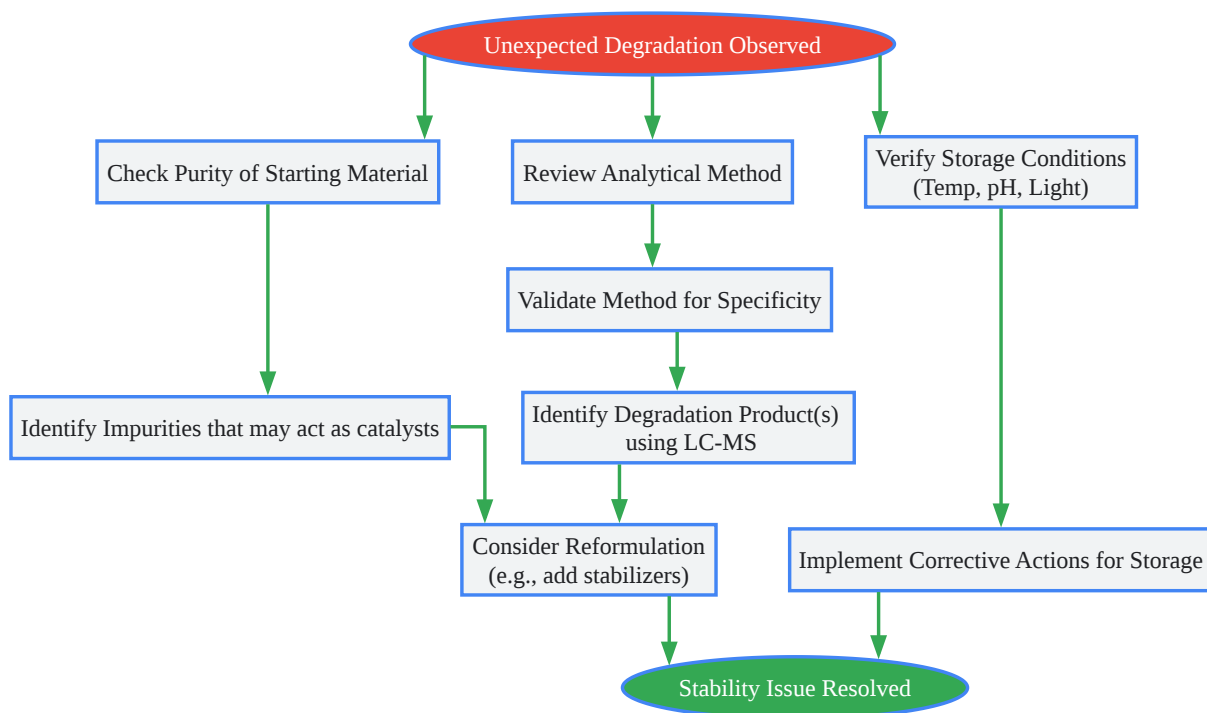 Unexpected Degradation Observed
Check Purity of Starting Material
Review Analytical Method
Verify Storage Conditions
(Temp, pH, Light)
Validate Method for Specificity
Identify Impurities that may act as catalysts
Identify Degradation Product(s)
using LC-MS
Consider Reformulation
(e.g., add stabilizers)
Implement Corrective Actions for Storage
Stability Issue Resolved